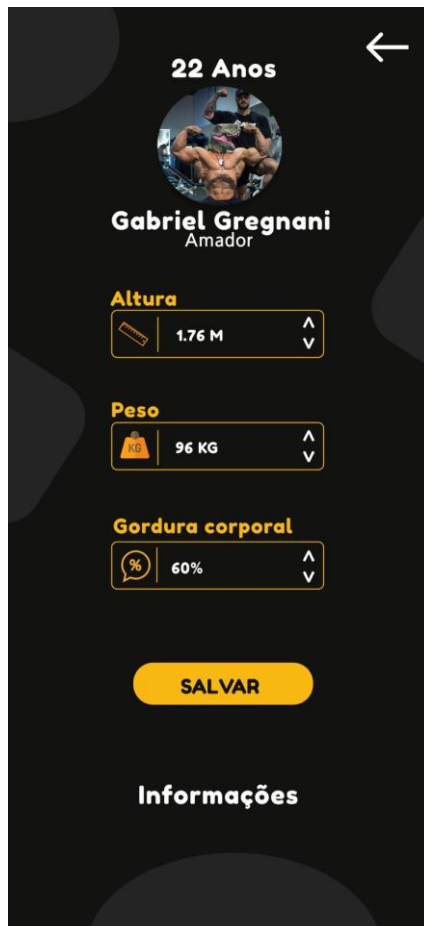 22 Anos
Gabriel Gregnani
Amador
Altura
1.76 M
Peso
KG
96 KG
Gordura corporal
%
60%
SALVAR
Informações